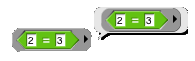 2 = 3
2 = 3